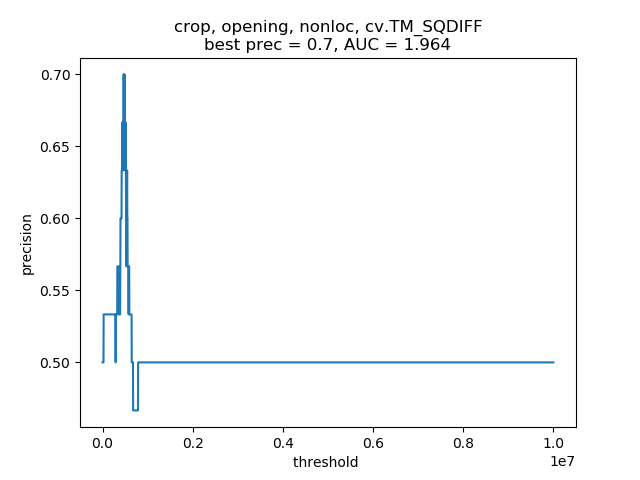 crop, opening, nonloc, cv.TM_SQDIFF
best prec = 0.7, AUC = 1.964
0.70
0.65
0.60
0.55
0.50
precision
0.0 0.2 0.4 0.6 0.8 1.0
1e7
threshold